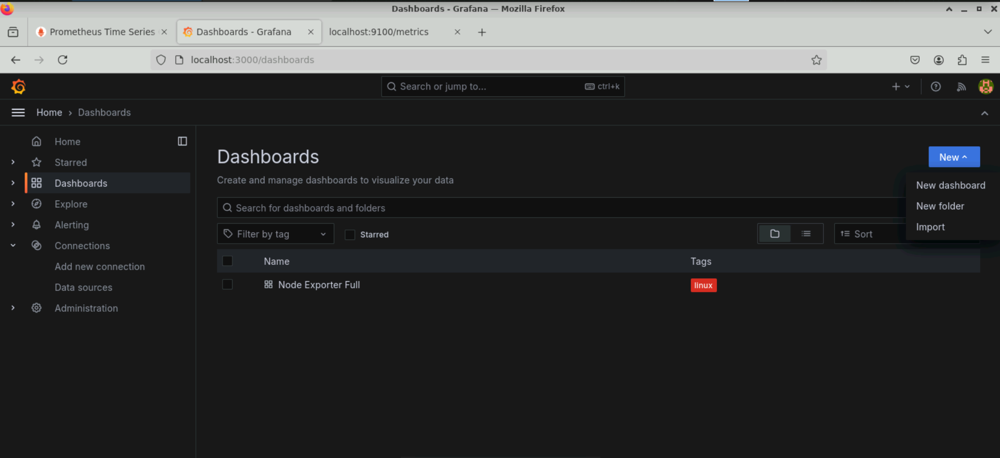 Dashboards - Grafana — Mozilla Firefox
Prometheus Time Series
Dashboards - Grafana
localhost:9100/metrics
localhost:3000/dashboards
Search or jump to...
ctrl+k
Home
Dashboards
Home
Starred
Dashboards
Explore
Alerting
Connections
Add new connection
Data sources
Administration
Dashboards
New
Create and manage dashboards to visualize your data
New dashboard
New folder
Import
Search for dashboards and folders
Filter by tag
Starred
Sort
Name
Tags
Node Exporter Full
linux